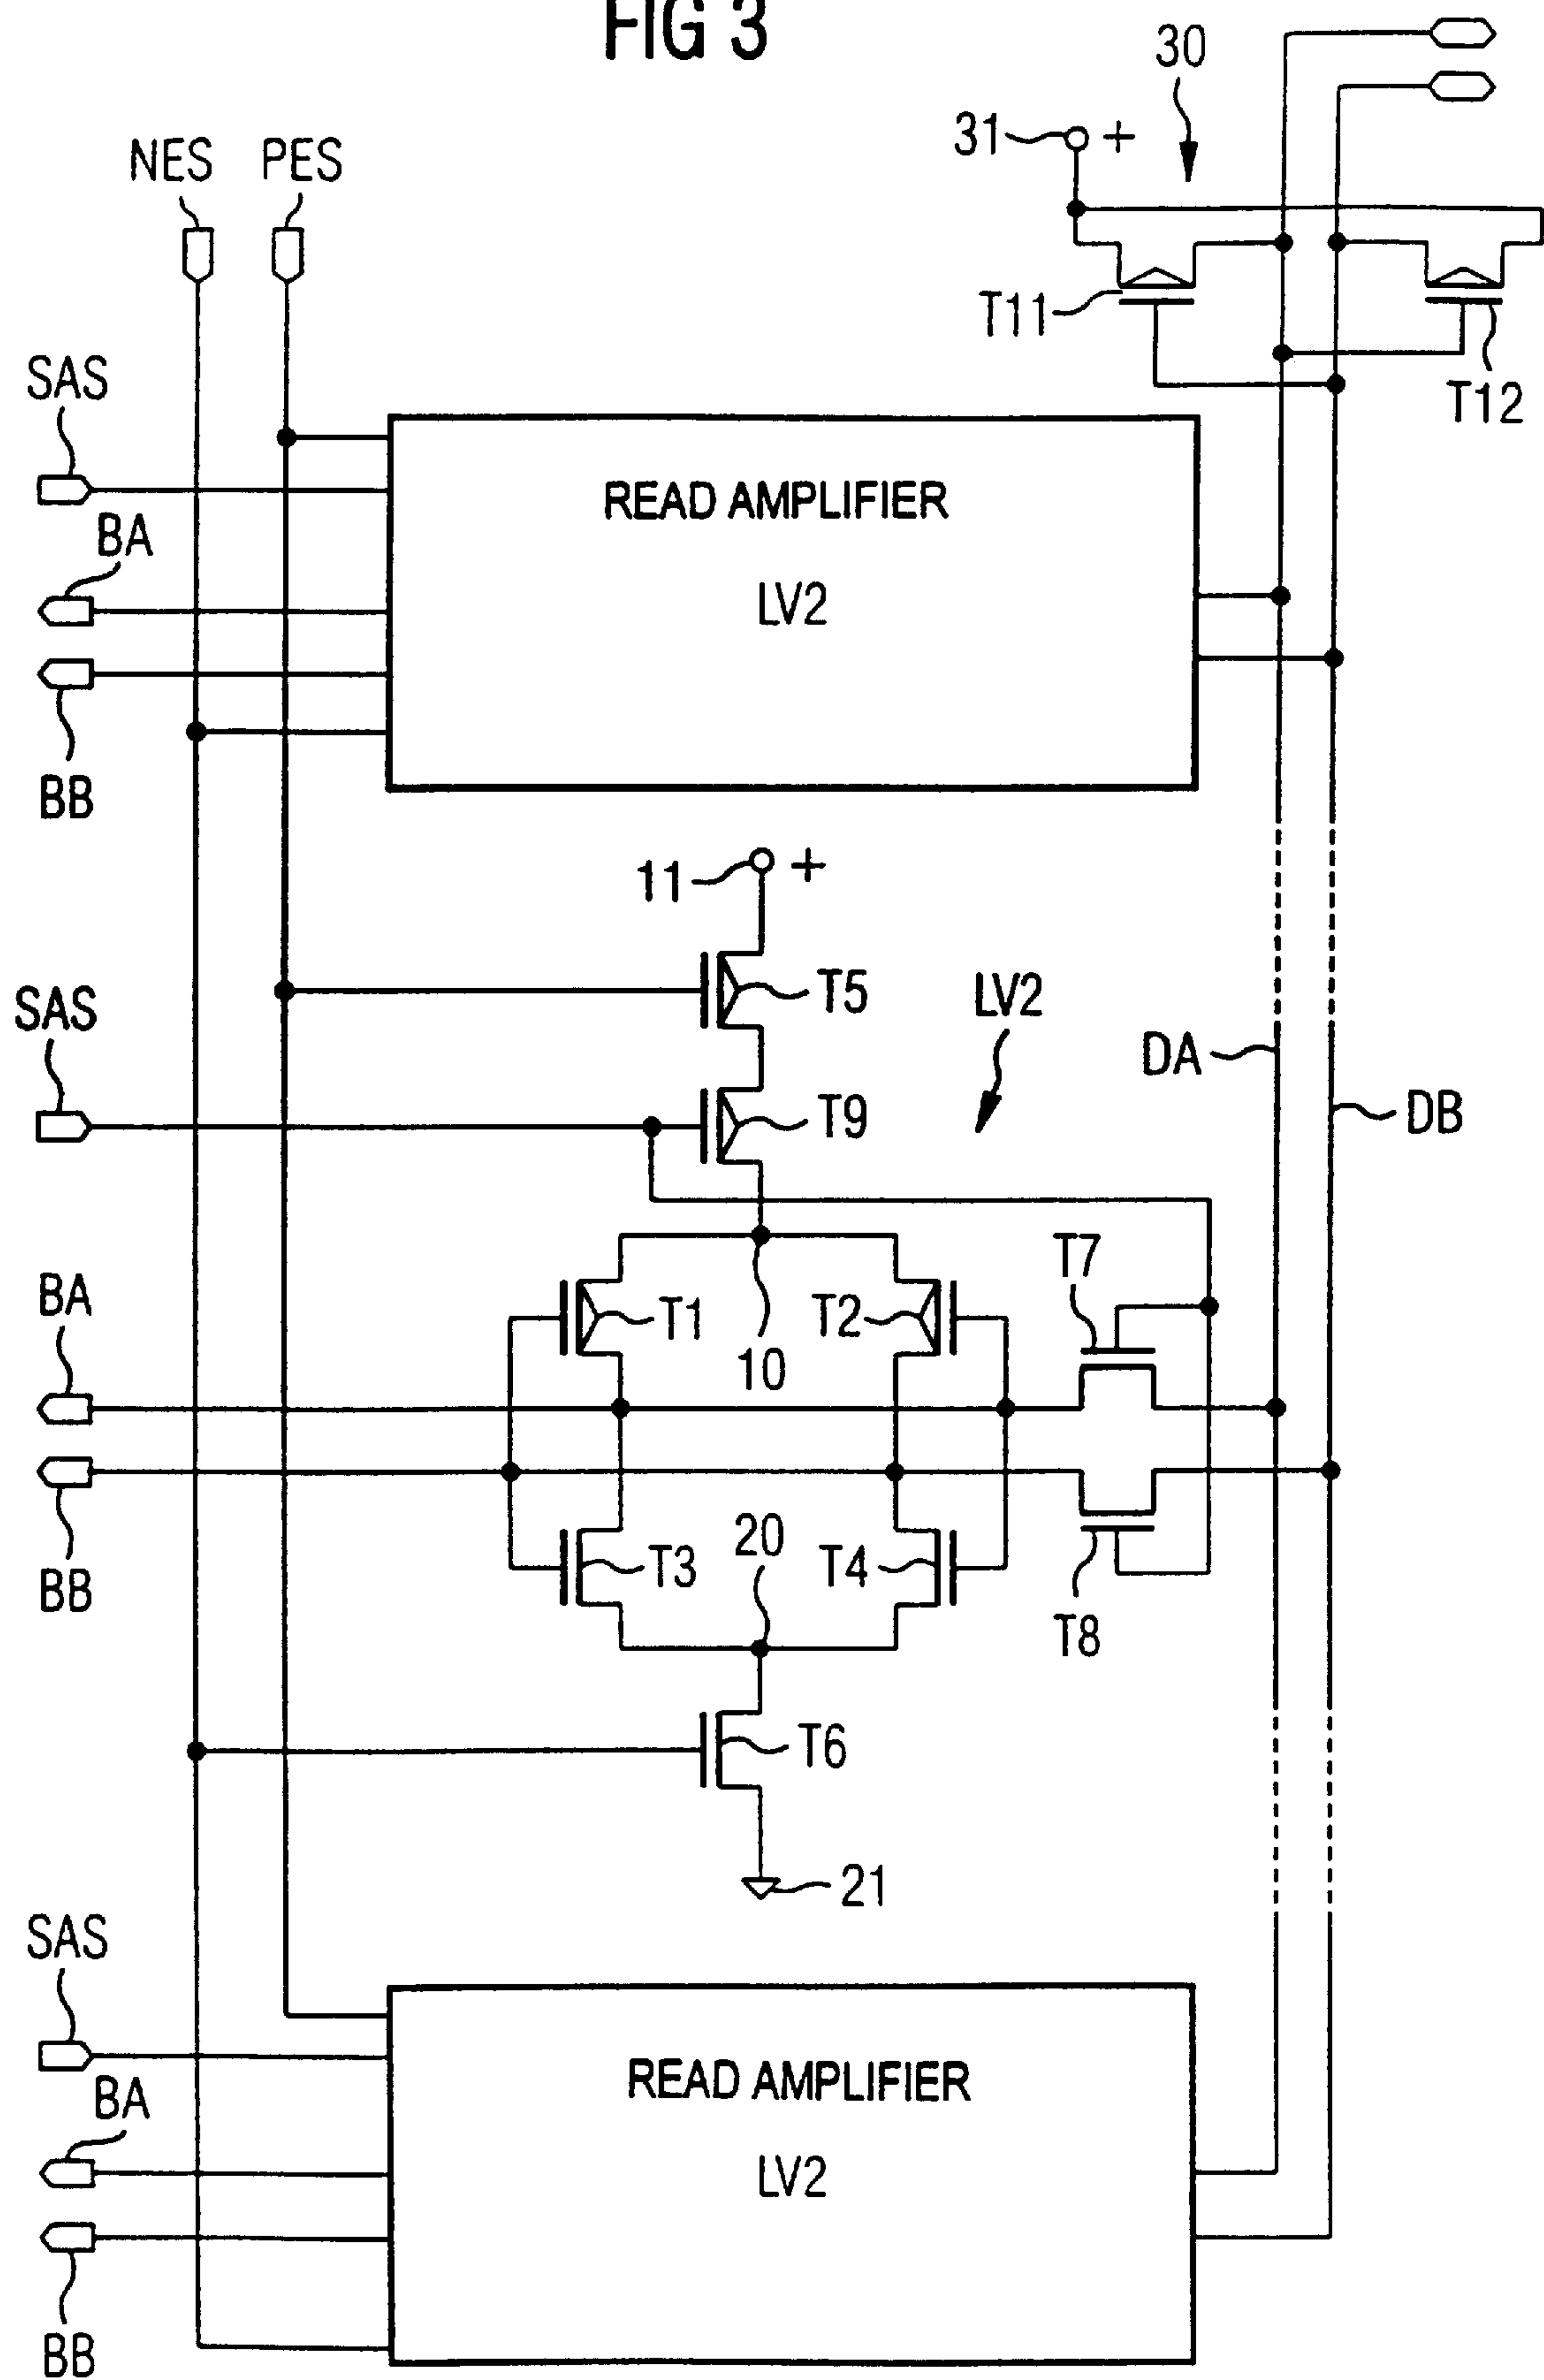 FIG 3
30
31
+
NES
PES
T11
T12
SAS
READ AMPLIFIER
BA
LV2
BB
11
+
T5
LV2
SAS
DA
T9
DB
T7
BA
T1
T2
10
20
T3
T4
BB
T8
T6
21
SAS
READ AMPLIFIER
BA
LV2
BB